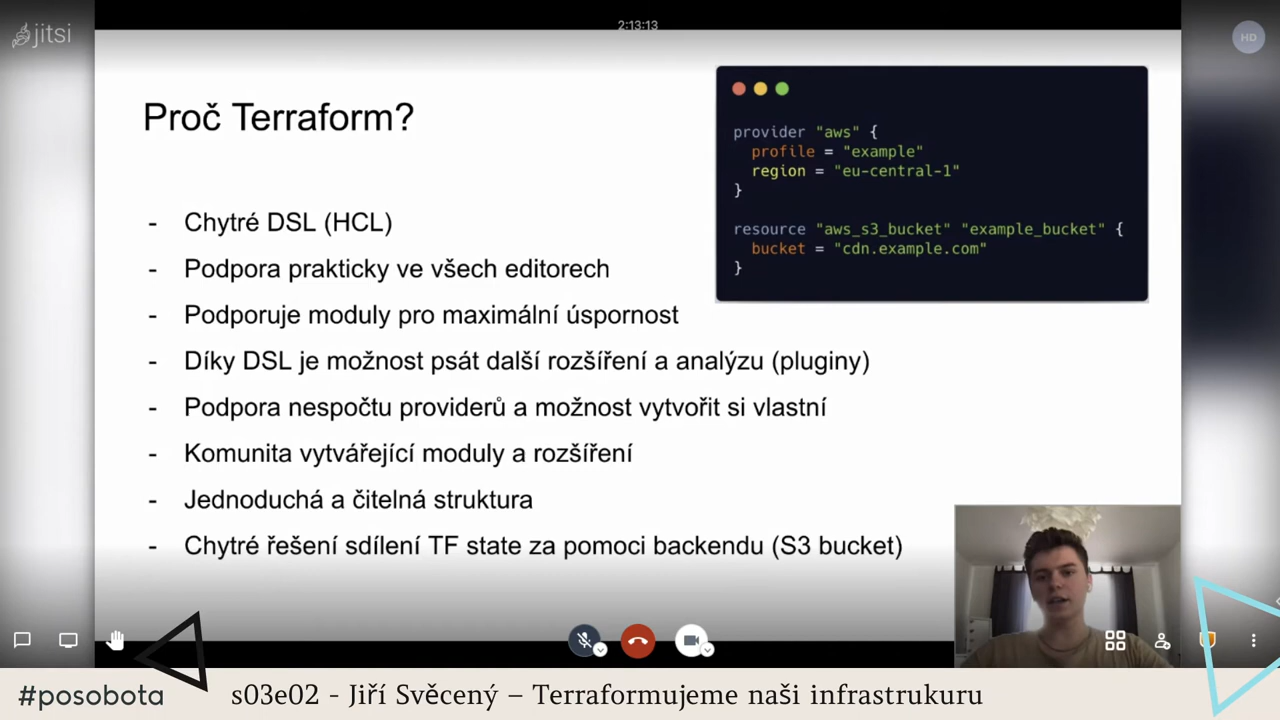 jitsi
2:13:13
HD
Proč Terraform?
- Chytré DSL (HCL)
- Podpora prakticky ve všech editorech
- Podporuje moduly pro maximální úspornost
- Díky DSL je možnost psát další rozšíření a analýzu (pluginy)
- Podpora nespočtu providerů a možnost vytvořit si vlastní
- Komunita vytvářející moduly a rozšíření
- Jednoduchá a čitelná struktura
- Chytré řešení sdílení TF state za pomoci backendu (S3 bucket)
provider "aws" {
profile = "example"
region = "eu-central-1"
}
resource "aws_s3_bucket" "example_bucket" {
bucket = "cdn.example.com"
}
#posobota
s03e02 - Jiří Svěcený – Terraformujeme naši infrastrukuru